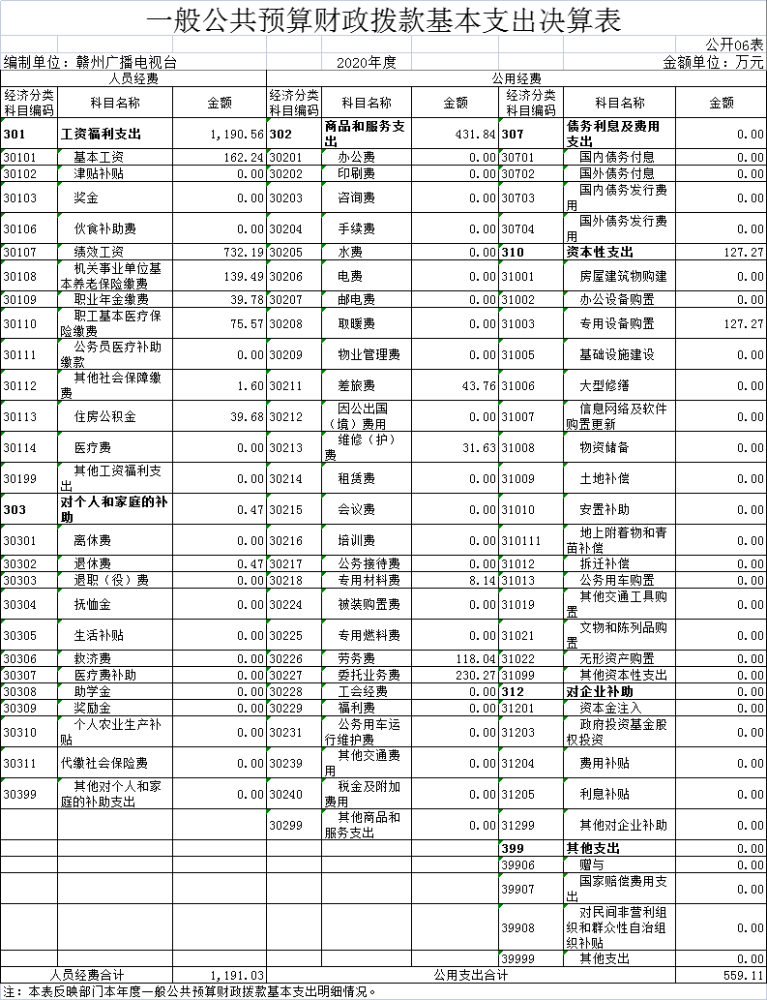 一般公共预算财政拨款基本支出决算表
公开06表
编制单位：赣州广播电视台 2020年度 金额单位：万元
人员经费 公用经费
经济分类科目编码 科目名称 金额 经济分类科目编码 科目名称 金额 经济分类科目编码 科目名称 金额
301 工资福利支出 1,190.56 302 商品和服务支出 431.84 307 债务利息及费用支出 0.00
30101 基本工资 162.24 30201 办公费 0.00 30701 国内债务付息 0.00
30102 津贴补贴 0.00 30202 印刷费 0.00 30702 国外债务付息 0.00
30103 奖金 0.00 30203 咨询费 0.00 30703 国内债务发行费用 0.00
30106 伙食补助费 0.00 30204 手续费 0.00 30704 国外债务发行费用 0.00
30107 绩效工资 732.19 30205 水费 0.00 310 资本性支出 127.27
30108 机关事业单位基本养老保险缴费 139.49 30206 电费 0.00 31001 房屋建筑物购建 0.00
30109 职业年金缴费 39.78 30207 邮电费 0.00 31002 办公设备购置 0.00
30110 职工基本医疗保险缴费 75.57 30208 取暖费 0.00 31003 专用设备购置 127.27
30111 公务员医疗补助缴款 0.00 30209 物业管理费 0.00 31005 基础设施建设 0.00
30112 其他社会保障缴费 1.60 30211 差旅费 43.76 31006 大型修缮 0.00
30113 住房公积金 39.68 30212 因公出国（境）费用 0.00 31007 信息网络及软件购置更新 0.00
30114 医疗费 0.00 30213 维修（护）费 31.63 31008 物资储备 0.00
30199 其他工资福利支出 0.00 30214 租赁费 0.00 31009 土地补偿 0.00
303 对个人和家庭的补助 0.47 30215 会议费 0.00 31010 安置补助 0.00
30301 离休费 0.00 30216 培训费 0.00 310111 地上附着物和青苗补偿 0.00
30302 退休费 0.47 30217 公务接待费 0.00 31012 拆迁补偿 0.00
30303 退职（役）费 0.00 30218 专用材料费 8.14 31013 公务用车购置 0.00
30304 抚恤金 0.00 30224 被装购置费 0.00 31019 其他交通工具购置 0.00
30305 生活补贴 0.00 30225 专用燃料费 0.00 31021 文物和陈列品购置 0.00
30306 救济费 0.00 30226 劳务费 118.04 31022 无形资产购置 0.00
30307 医疗费补助 0.00 30227 委托业务费 230.27 31099 其他资本性支出 0.00
30308 助学金 0.00 30228 工会经费 0.00 312 对企业补助 0.00
30309 奖励金 0.00 30229 福利费 0.00 31201 资本金注入 0.00
30310 个人农业生产补贴 0.00 30231 公务用车运行维护费 0.00 31203 政府投资基金股权投资 0.00
30311 代缴社会保险费 0.00 30239 其他交通费用 0.00 31204 费用补贴 0.00
30399 其他对个人和家庭的补助支出 0.00 30240 税金及附加费用 0.00 31205 利息补贴 0.00
30299 其他商品和服务支出 0.00 31299 其他对企业补助 0.00
399 其他支出 0.00
39906 赠与 0.00
39907 国家赔偿费用支出 0.00
39908 对民间非营利组织和群众性自治组织补贴 0.00
39999 其他支出 0.00
人员经费合计 1,191.03 公用支出合计 559.11
注：本表反映部门本年度一般公共预算财政拨款基本支出明细情况。